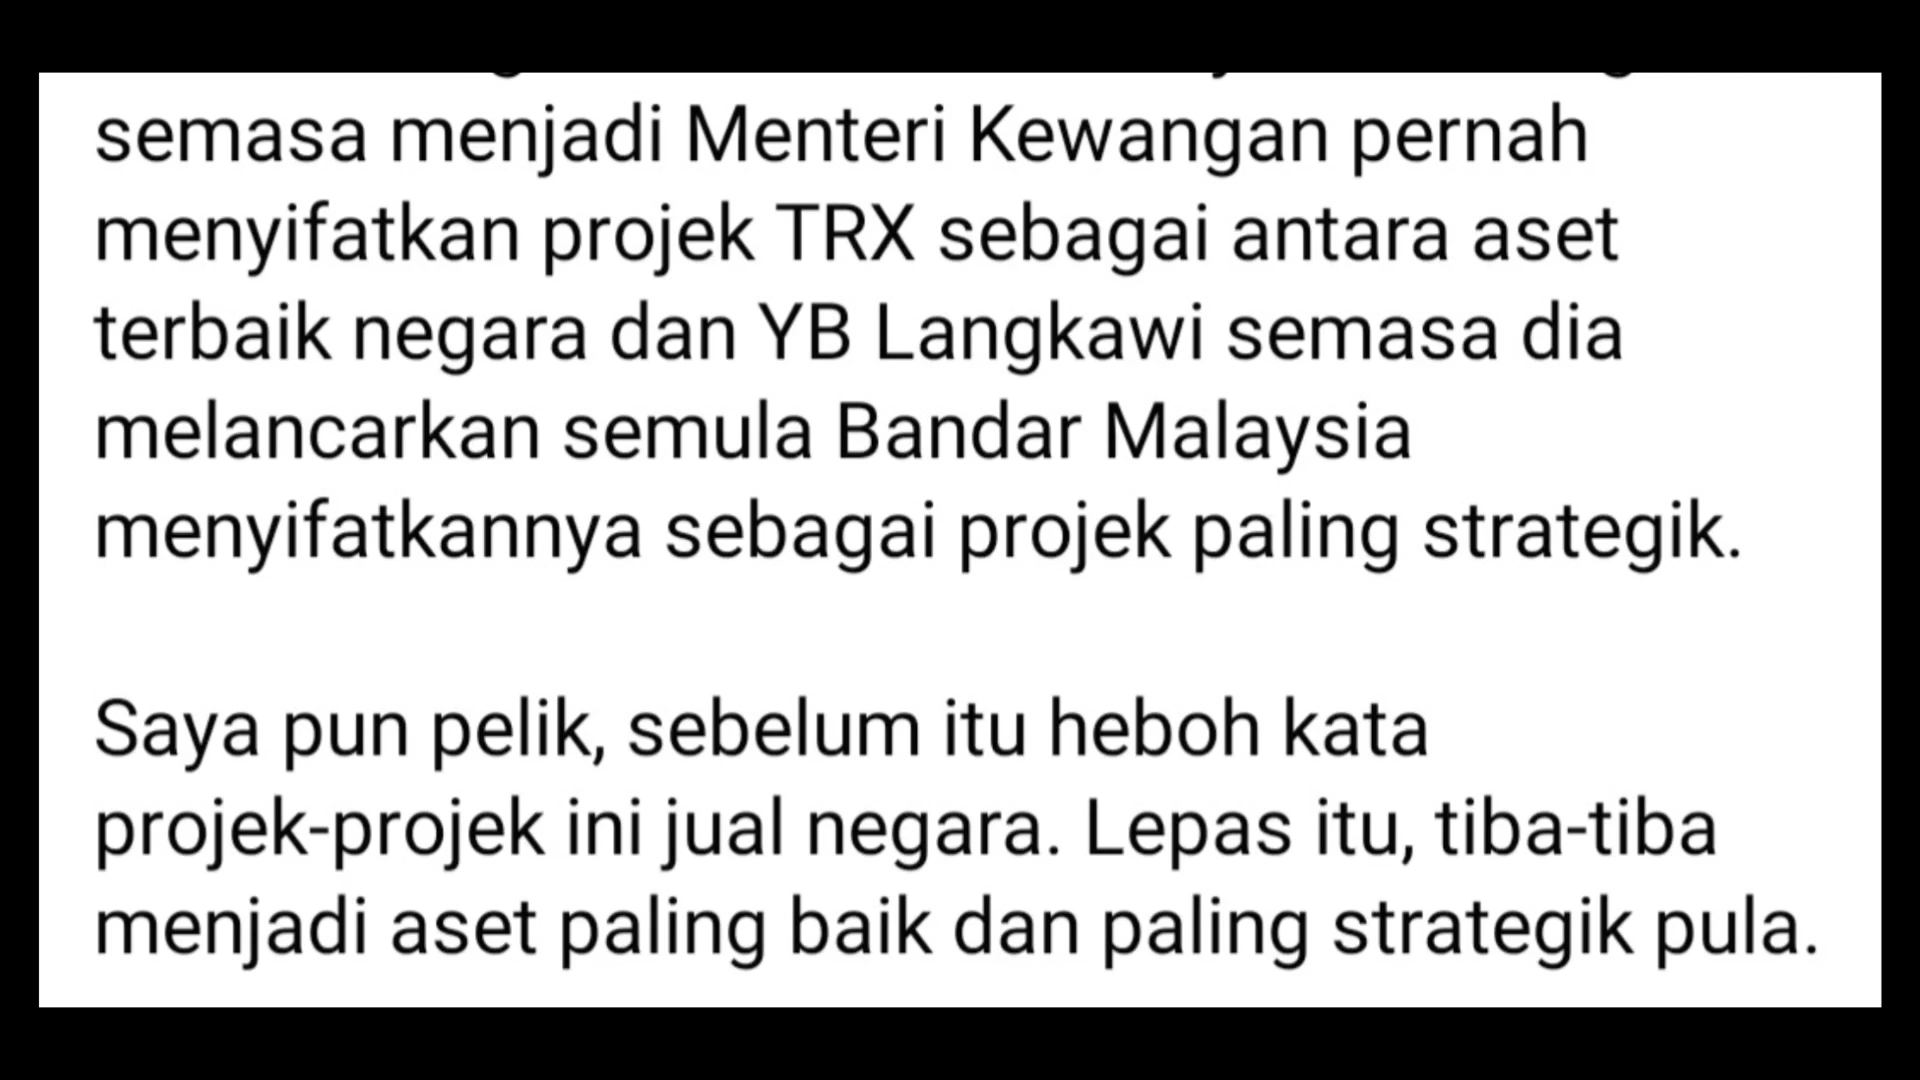 semasa menjadi Menteri Kewangan pernah
menyifatkan projek TRX sebagai antara aset
terbaik negara dan YB Langkawi semasa dia
melancarkan semula Bandar Malaysia
menyifatkannya sebagai projek paling strategik.
Saya pun pelik, sebelum itu heboh kata
projek-projek ini jual negara. Lepas itu, tiba-tiba
menjadi aset paling baik dan paling strategik pula.